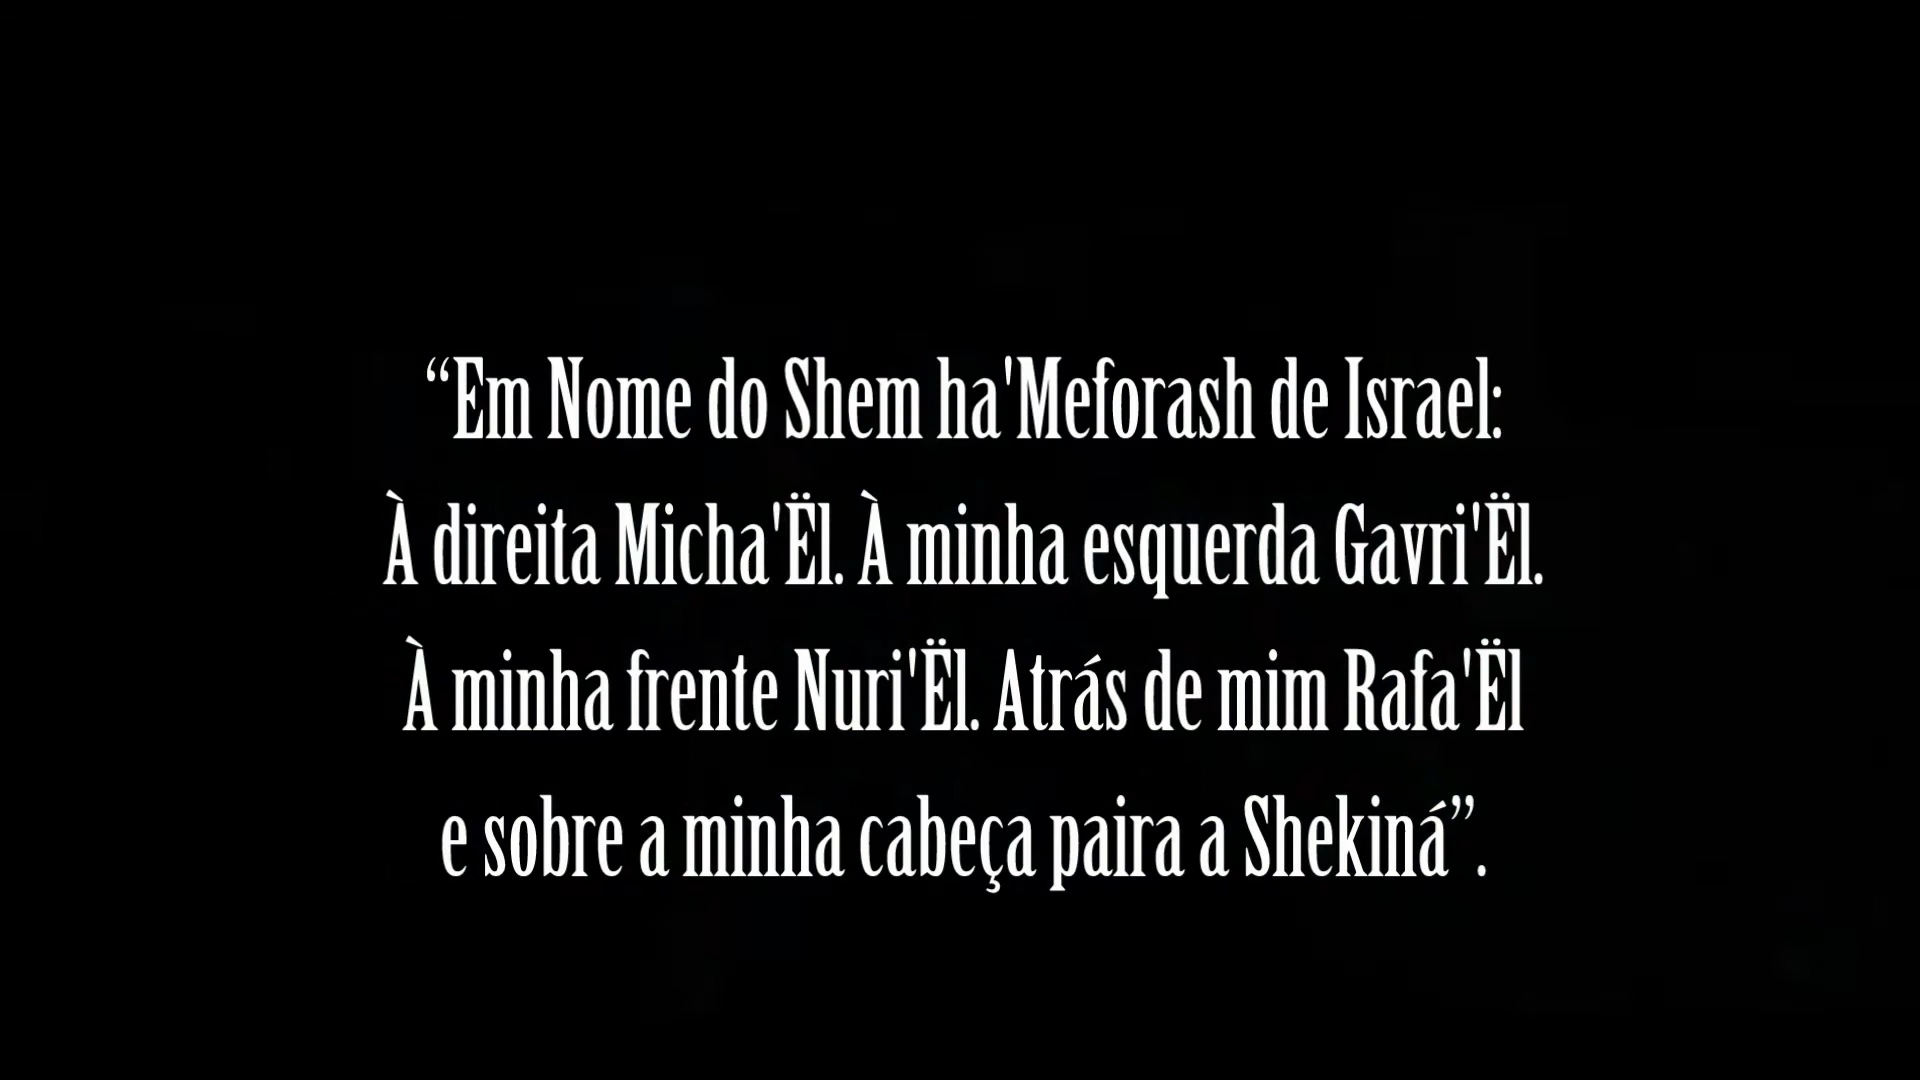 “Em Nome do Shem ha'Meforash de Israel:
À direita Micha'Ël. À minha esquerda Gavri'Ël.
À minha frente Nuri'Ël. Atrás de mim Rafa'Ël
e sobre a minha cabeça paira a Shekiná”.